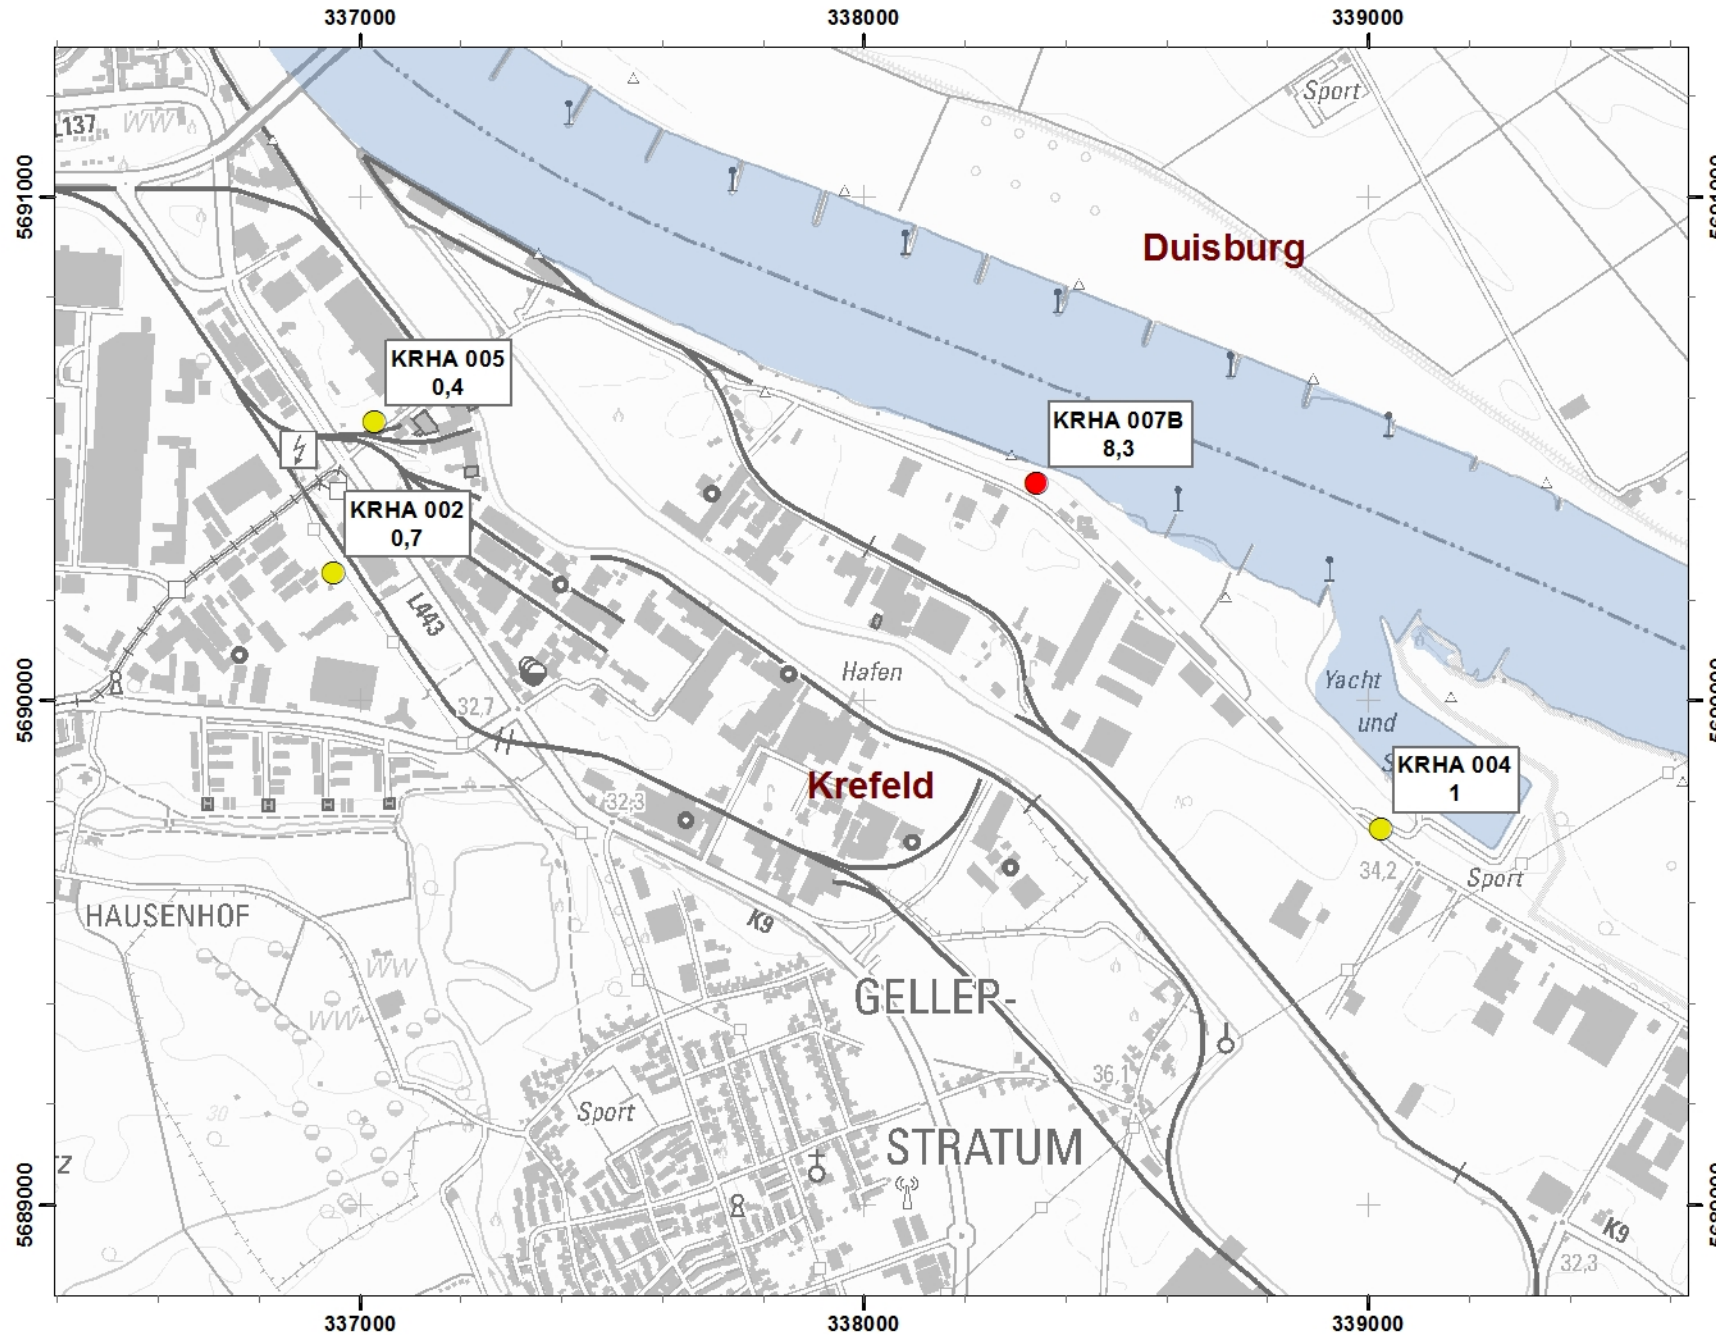 337000
338000
339000
Sport
L137
WW
5691000
Duisburg
KRHA 005
0,4
KRHA 007B
8,3
KRHA 002
0,7
L443
Hafen
Yacht
und
32,7
5690000
KRHA 004
1
Krefeld
32,3
34,2
Sport
HAUSENHOF
K9
WW
GELLEP-
WW
36,1
30
Sport
STRATUM
TZ
5689000
K9
32,3
337000
338000
339000